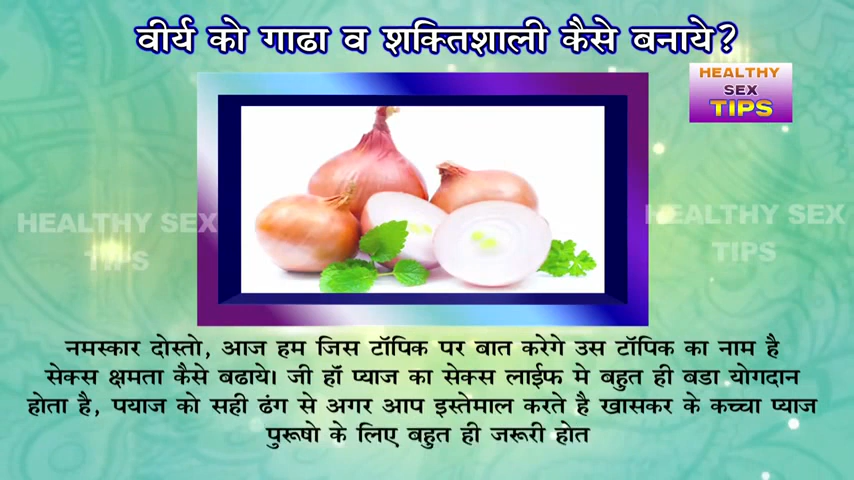 वीर्य को गाढा व शक्तिशाली कैसे बनाये?
HEALTHY
SEX
TIPS
HEALTHY SEX
TIPS
HEALTHY SEX
TIPS
नमस्कार दोस्तो, आज हम जिस टॉपिक पर बात करेगे उस टॉपिक का नाम है
सेक्स क्षमता कैसे बढाये। जी हॉं प्याज का सेक्स लाईफ मे बहुत ही बडा योगदान
होता है, पयाज को सही ढंग से अगर आप इस्तेमाल करते है खासकर के कच्चा प्याज
पुरूषो के लिए बहुत ही जरूरी होत